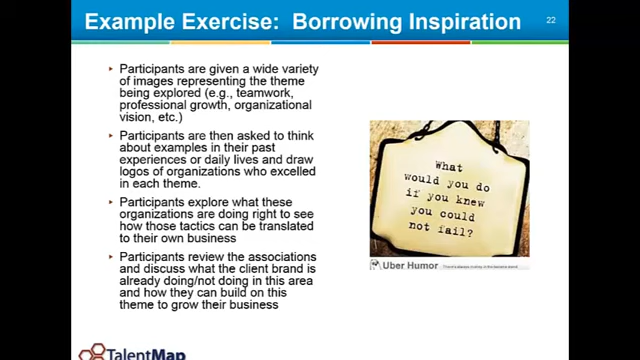 Example Exercise: Borrowing Inspiration
22
Participants are given a wide variety
of images representing the theme
being explored (e.g., teamwork,
professional growth, organizational
vision, etc.)
Participants are then asked to think
about examples in their past
experiences or daily lives and draw
logos of organizations who excelled
in each theme.
Participants explore what these
organizations are doing right to see
how those tactics can be translated
to their own business
Participants review the associations
and discuss what the client brand is
already doing/not doing in this area
and how they can build on this
theme to grow their business
What
would you do
if you knew
you could
not fail?
Uber Humor
TalentMap